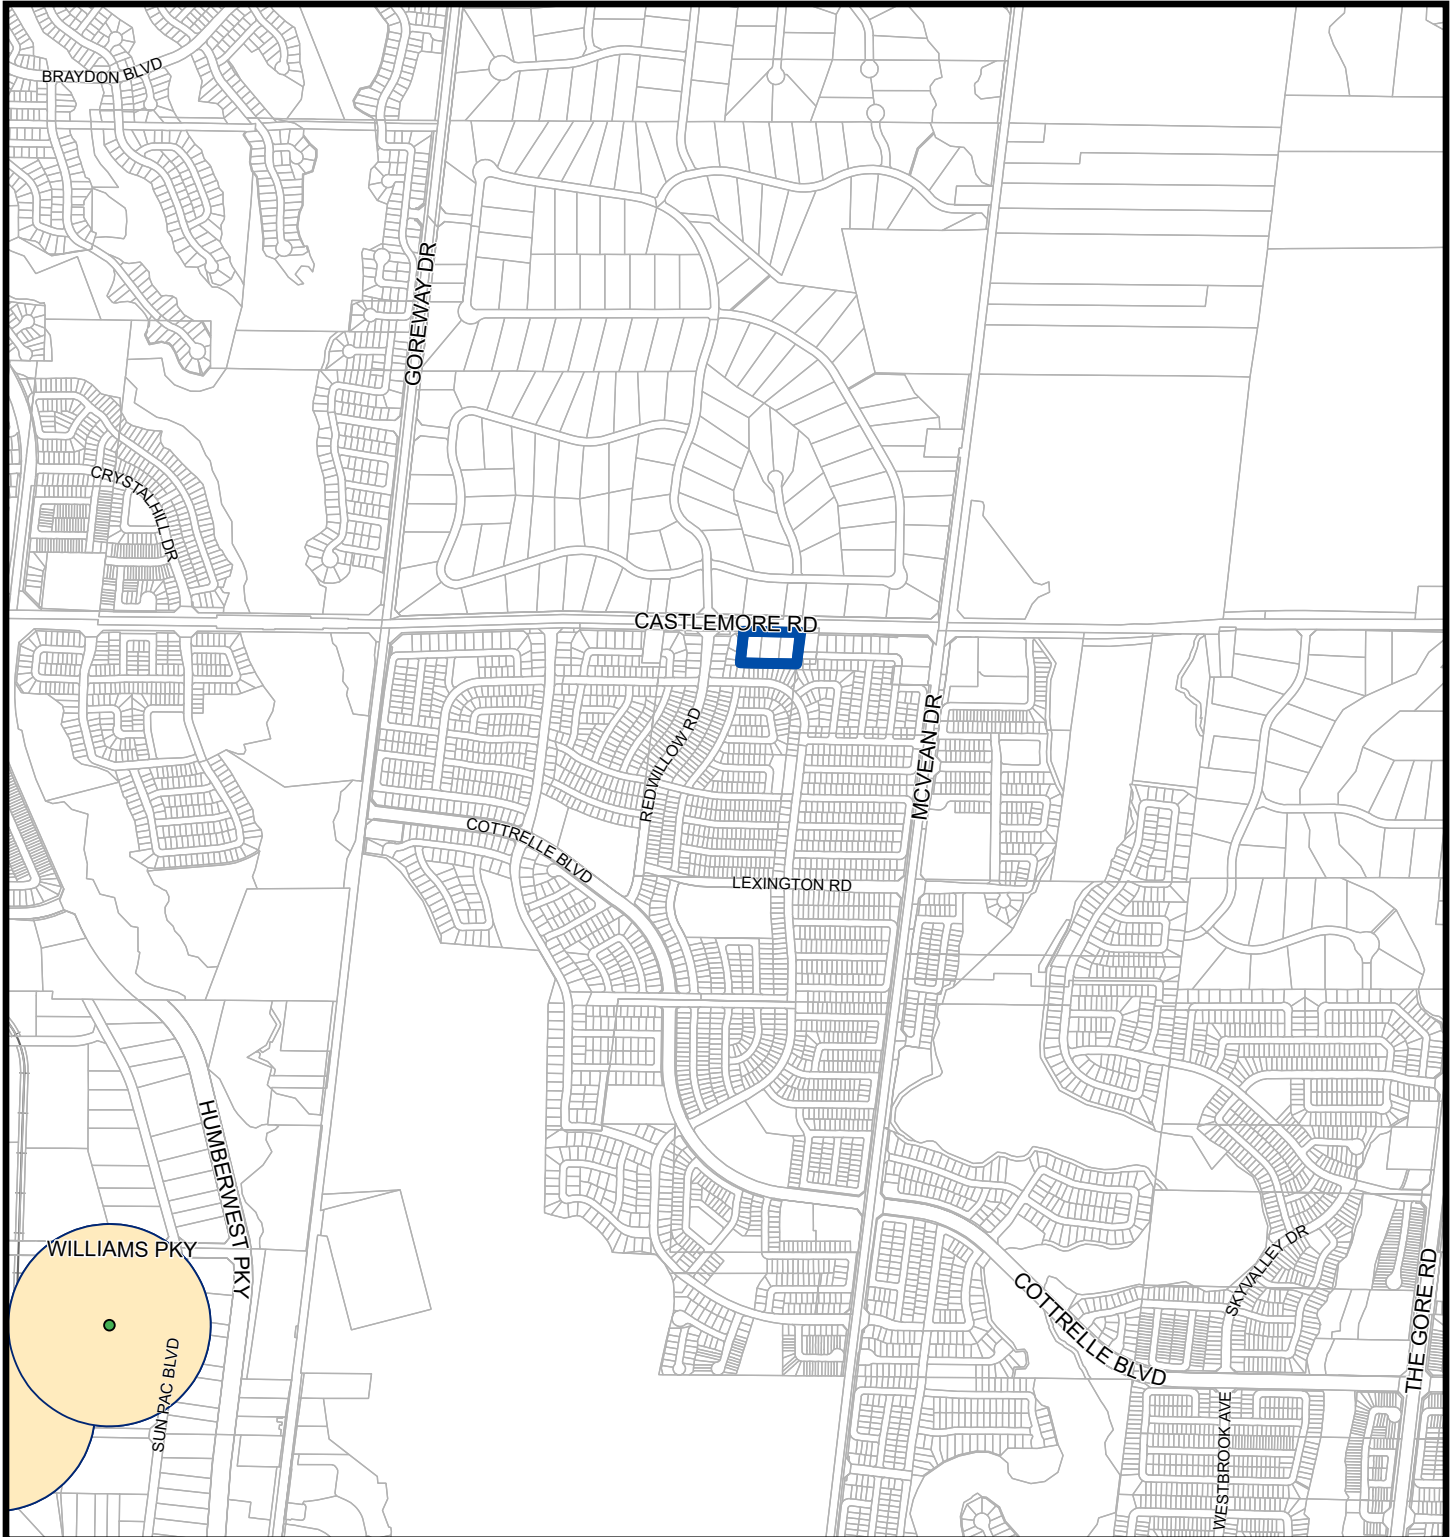 BRAYDON BLVD
GOREWAY DR
CRYSTALHILL DR
CASTLEMORE RD
REDWILLOW RD
MCVEAN DR
COTTRELLE BLVD
LEXINGTON RD
HUMBERWEST PKY
WILLIAMS PKY
SKYVALLEY DR
COTTRELLE BLVD
THE GORE RD
SUN PAC BLVD
WESTBROOK AVE